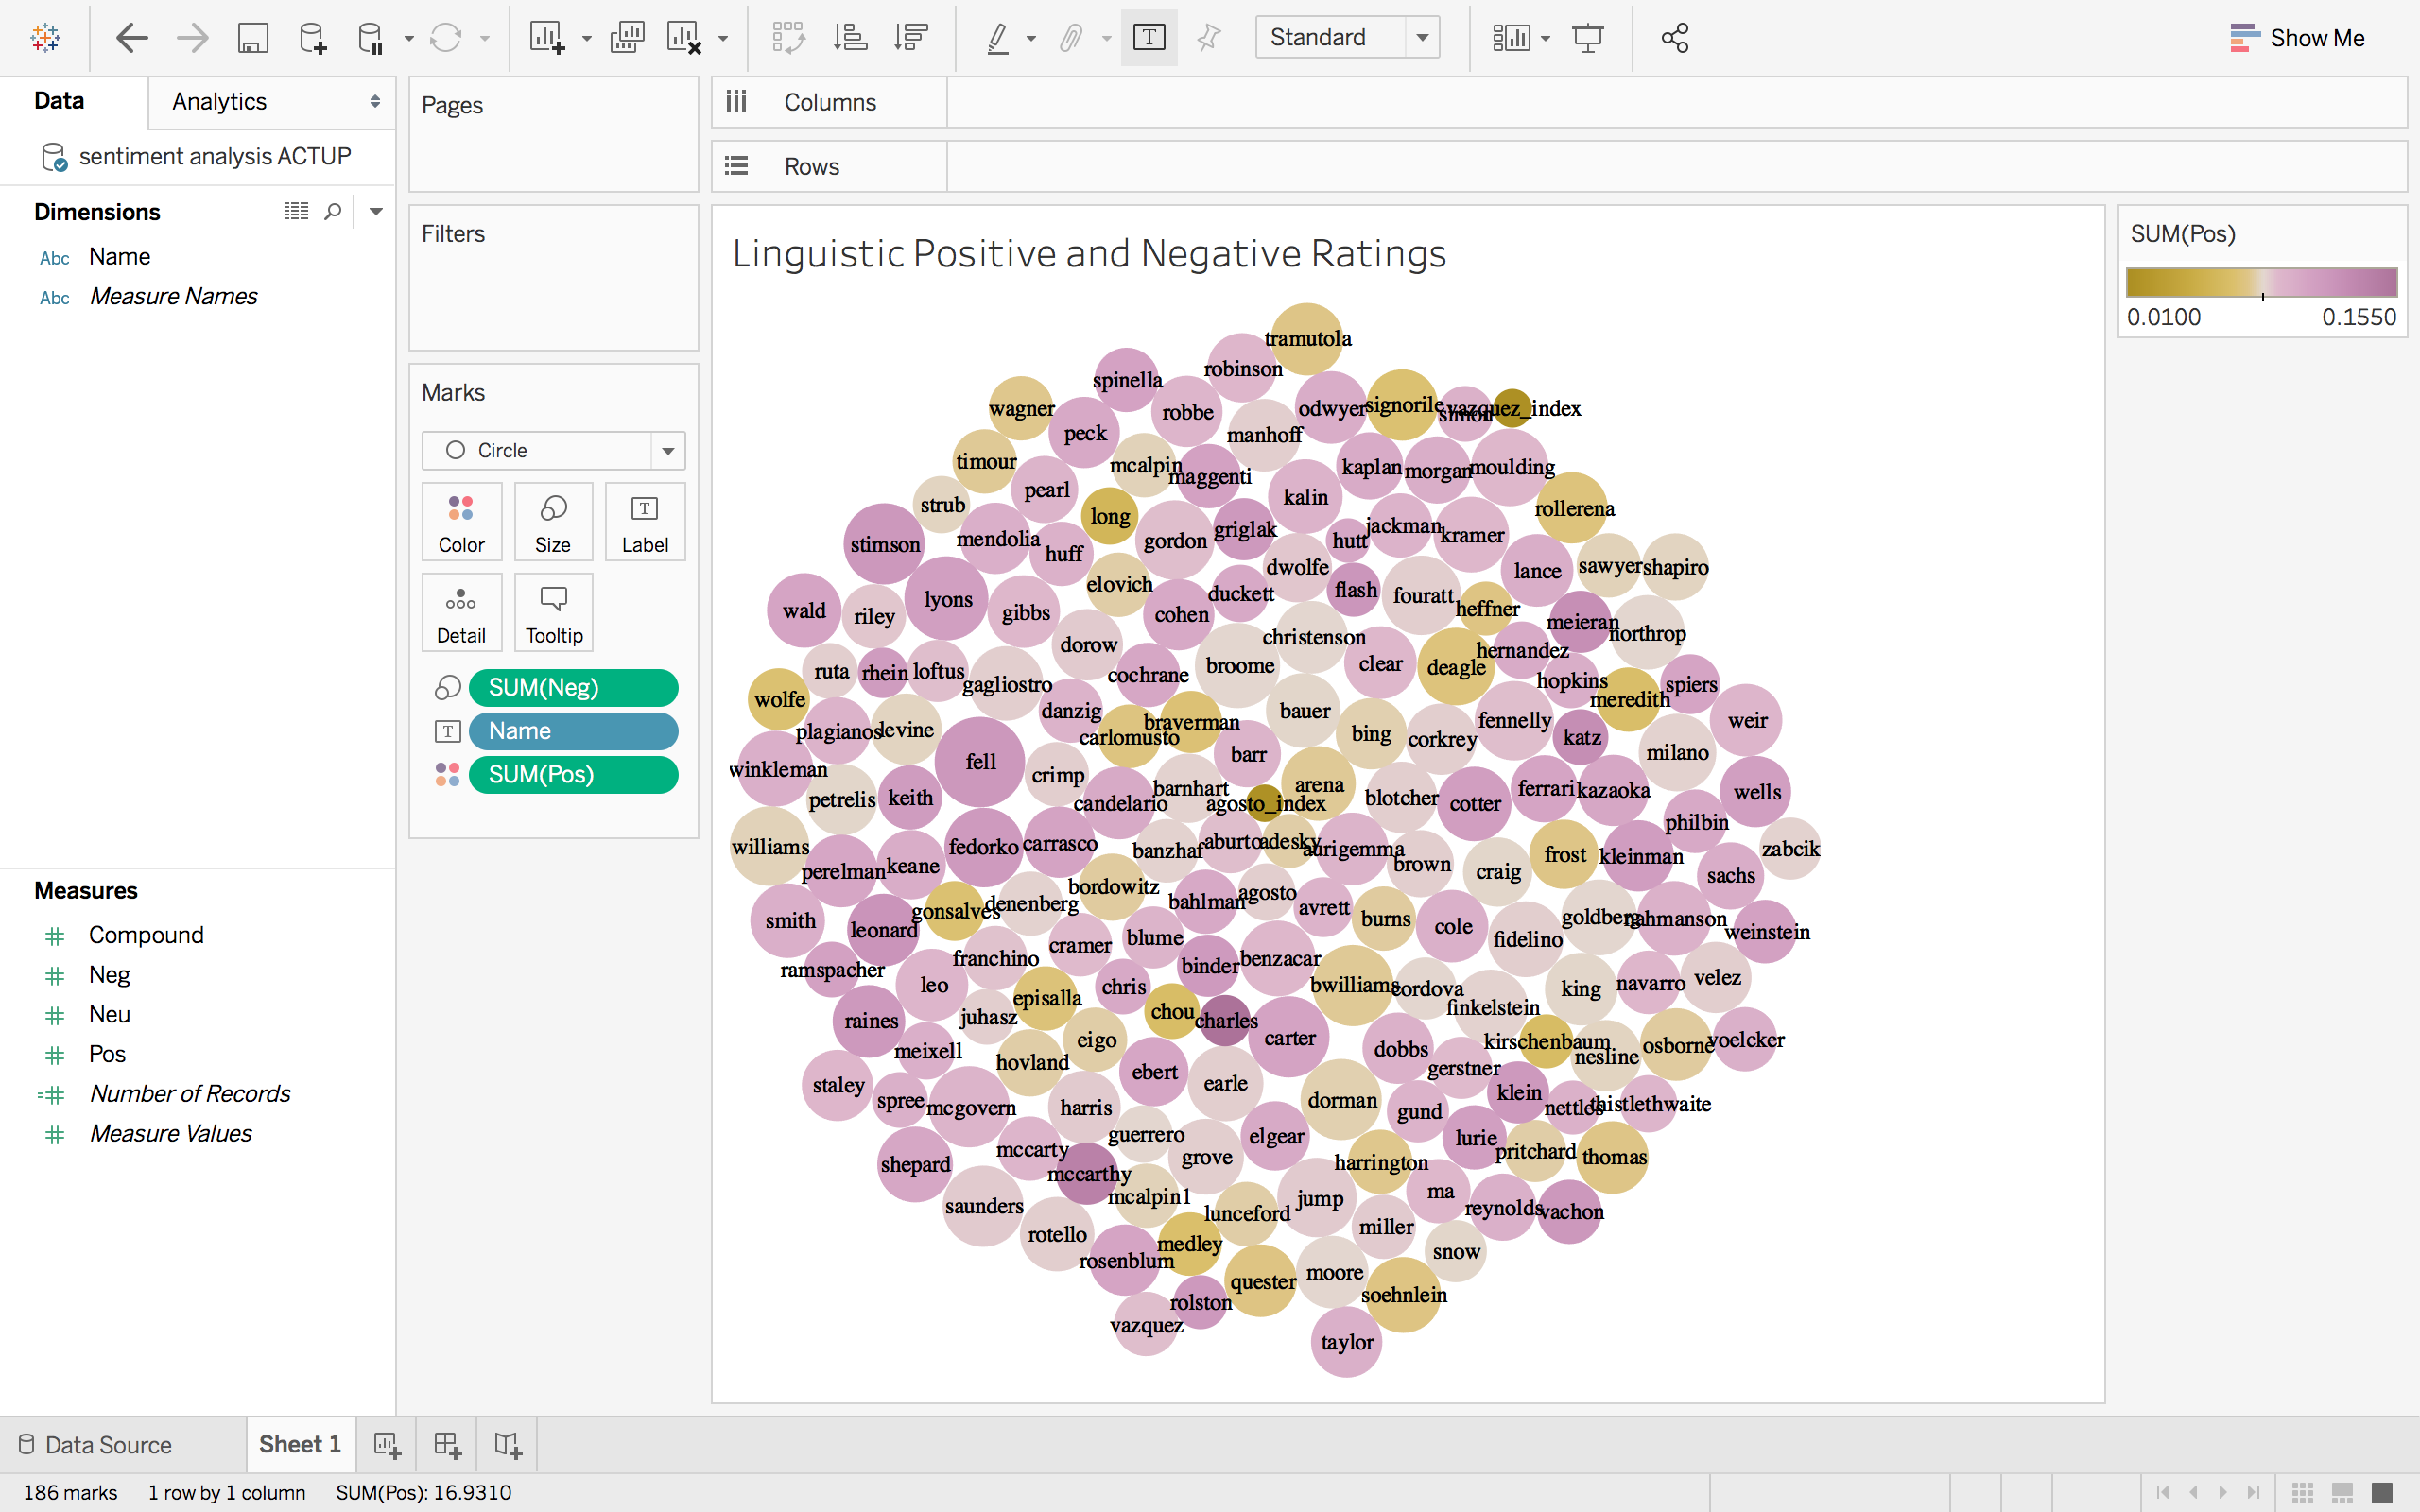 Standard
Show Me
Data
Analytics
Pages
Columns
sentiment analysis ACTUP
Rows
Dimensions
Abc Name
Abc Measure Names
Filters
Linguistic Positive and Negative Ratings
SUM(Pos)
0.0100 0.1550
Marks
Circle
Color Size Label
Detail Tooltip
SUM(Neg)
Name
SUM(Pos)
Measures
Compound
Neg
Neu
Pos
Number of Records
Measure Values
tramutola
robinson
spinella
wagner
robbe
odwyer
signorile
simon
vazquez_index
peck
manhoff
timour
mcalpin
maggenti
kaplan
morgan
moulding
pearl
kalin
strub
long
rollerena
stimson
mendolia
huff
gordon
griglak
hutt
jackman
kramer
elovich
dwolfe
lance
sawyer
shapiro
wald
riley
lyons
gibbs
cohen
duckett
flash
fouratt
heffner
meieran
northrop
dorow
christenson
ruta
rhein
loftus
gagliostro
cochrane
broome
clear
deagle
hernandez
hopkins
meredith
spiers
wolfe
plagianos
levine
danzig
carlomusto
braverman
bauer
bing
corkrey
fennelly
katz
weir
milano
winkleman
petrelis
keith
fell
crimp
candelario
barnhart
barr
agosto_index
arena
blotcher
cotter
ferrari
kazaoka
wells
philbin
williams
perelman
keane
fedorko
carrasco
banzhaf
aburto
adesky
aurigemma
brown
craig
frost
kleinman
zabcik
sachs
smith
leonard
gonsalves
denenberg
bordowitz
bahlman
agosto
avrett
burns
cole
fidelino
goldberg
nahmanson
weinstein
ramspacher
leo
franchino
cramer
blume
binder
benzacar
bwilliams
cordova
finkelstein
king
navarro
velez
raines
juhasz
episalla
chris
chou
charles
carter
meixell
hovland
eigo
dobbs
gerstner
kirschenbaum
nesline
osborne
voelcker
staley
spree
mcgovern
harris
ebert
earle
dorman
gund
klein
nettles
thistlethwaite
shepard
mccarty
mccarthy
guerrero
grove
elgear
harrington
lurie
pritchard
thomas
saunders
mcalpin1
lunceford
jump
ma
reynolds
vachon
rotello
rosenblum
medley
miller
snow
quester
moore
soehnlein
rolston
vazquez
taylor
Data Source
Sheet 1
186 marks 1 row by 1 column SUM(Pos): 16.9310